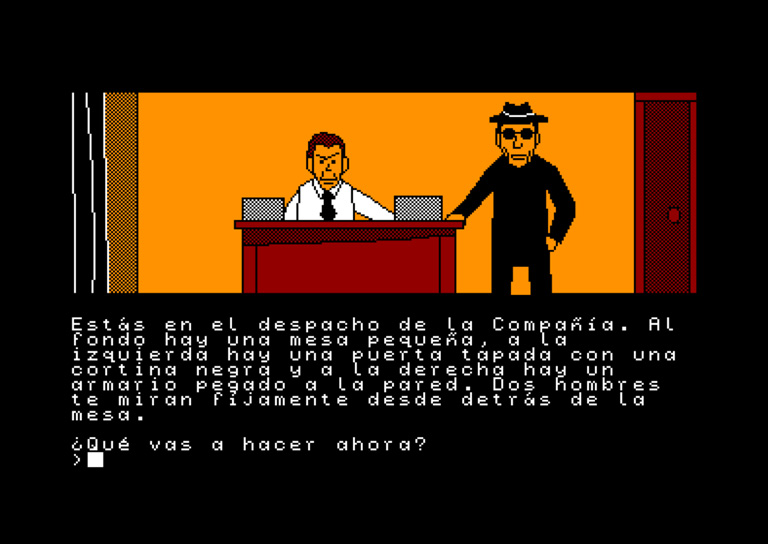 Estás en el despacho de la Compañía. Al
fondo hay una mesa pequeña, a la
izquierda hay una puerta tapada con una
cortina negra y a la derecha hay un
armario pegado a la pared. Dos hombres
te miran fijamente desde detrás de la
mesa.
¿Qué vas a hacer ahora?
>